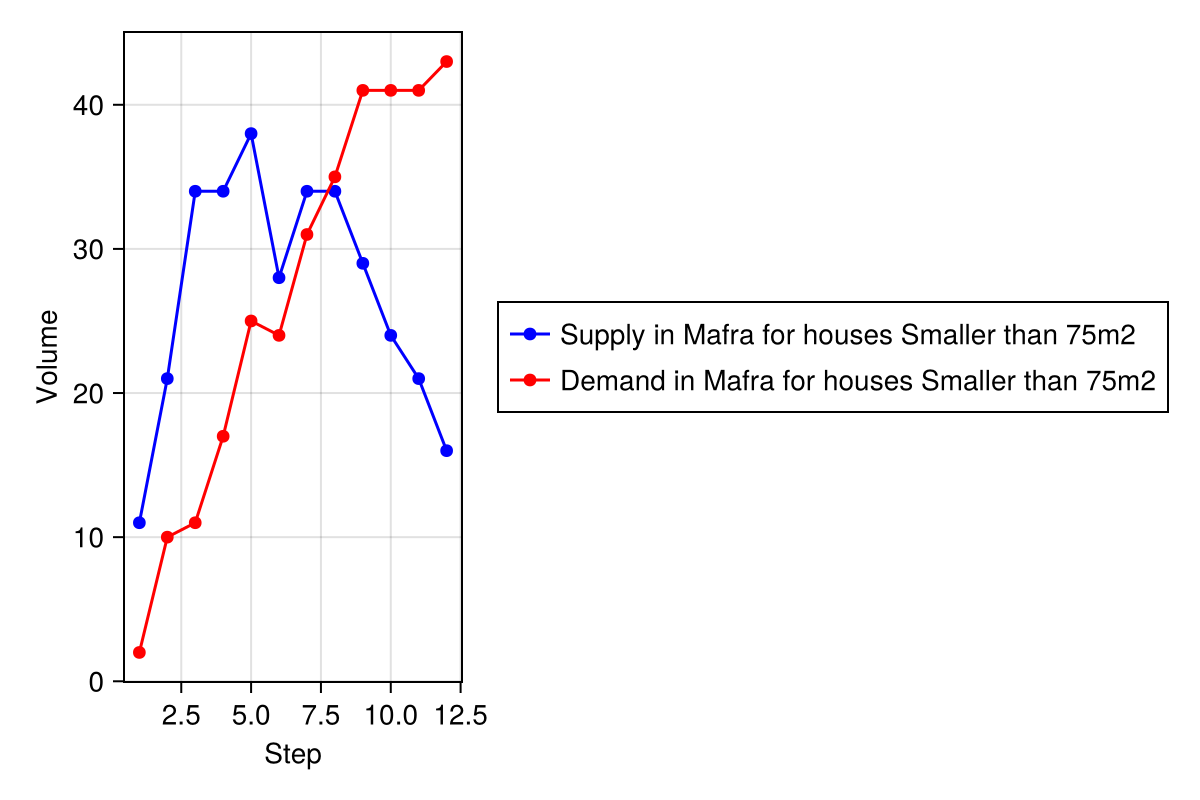 40
30
20
10
0
Volume
2.5 5.0 7.5 10.0 12.5
Step
Supply in Mafra for houses Smaller than 75m2
Demand in Mafra for houses Smaller than 75m2